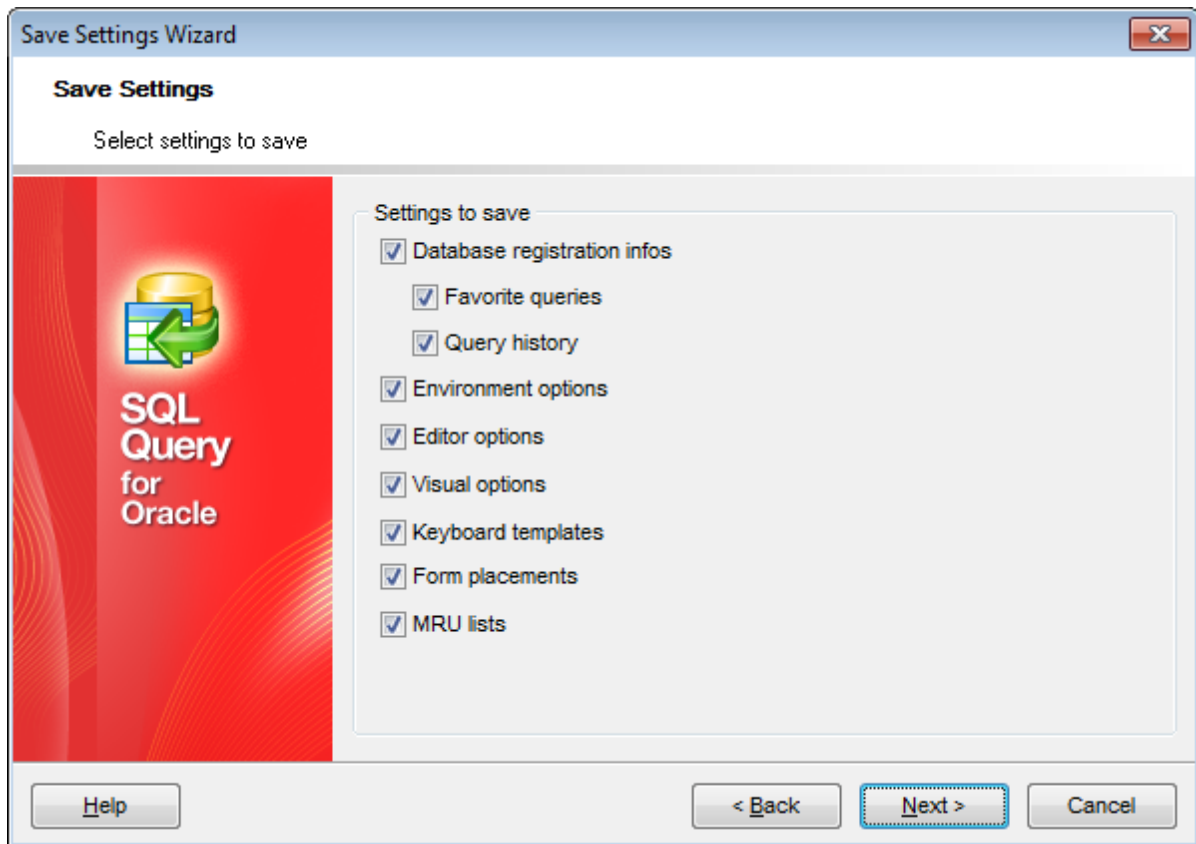 Save Settings Wizard
Save Settings
Select settings to save
SQL
Query
for
Oracle
Settings to save
Database registration infos
Favorite queries
Query history
Environment options
Editor options
Visual options
Keyboard templates
Form placements
MRU lists
Help
< Back
Next >
Cancel